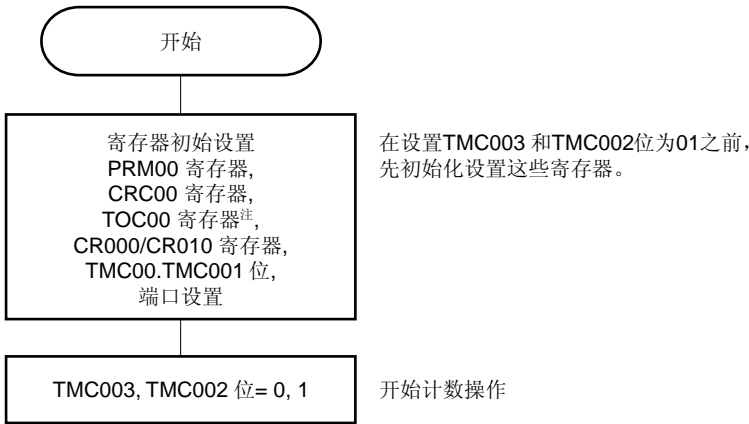 开始
寄存器初始设置
PRM00 寄存器,
CRC00 寄存器,
TOC00 寄存器注,
CR000/CR010 寄存器,
TMC00.TMC001 位,
端口设置
在设置TMC003 和TMC002位为01之前,
先初始化设置这些寄存器。
TMC003, TMC002 位= 0, 1
开始计数操作